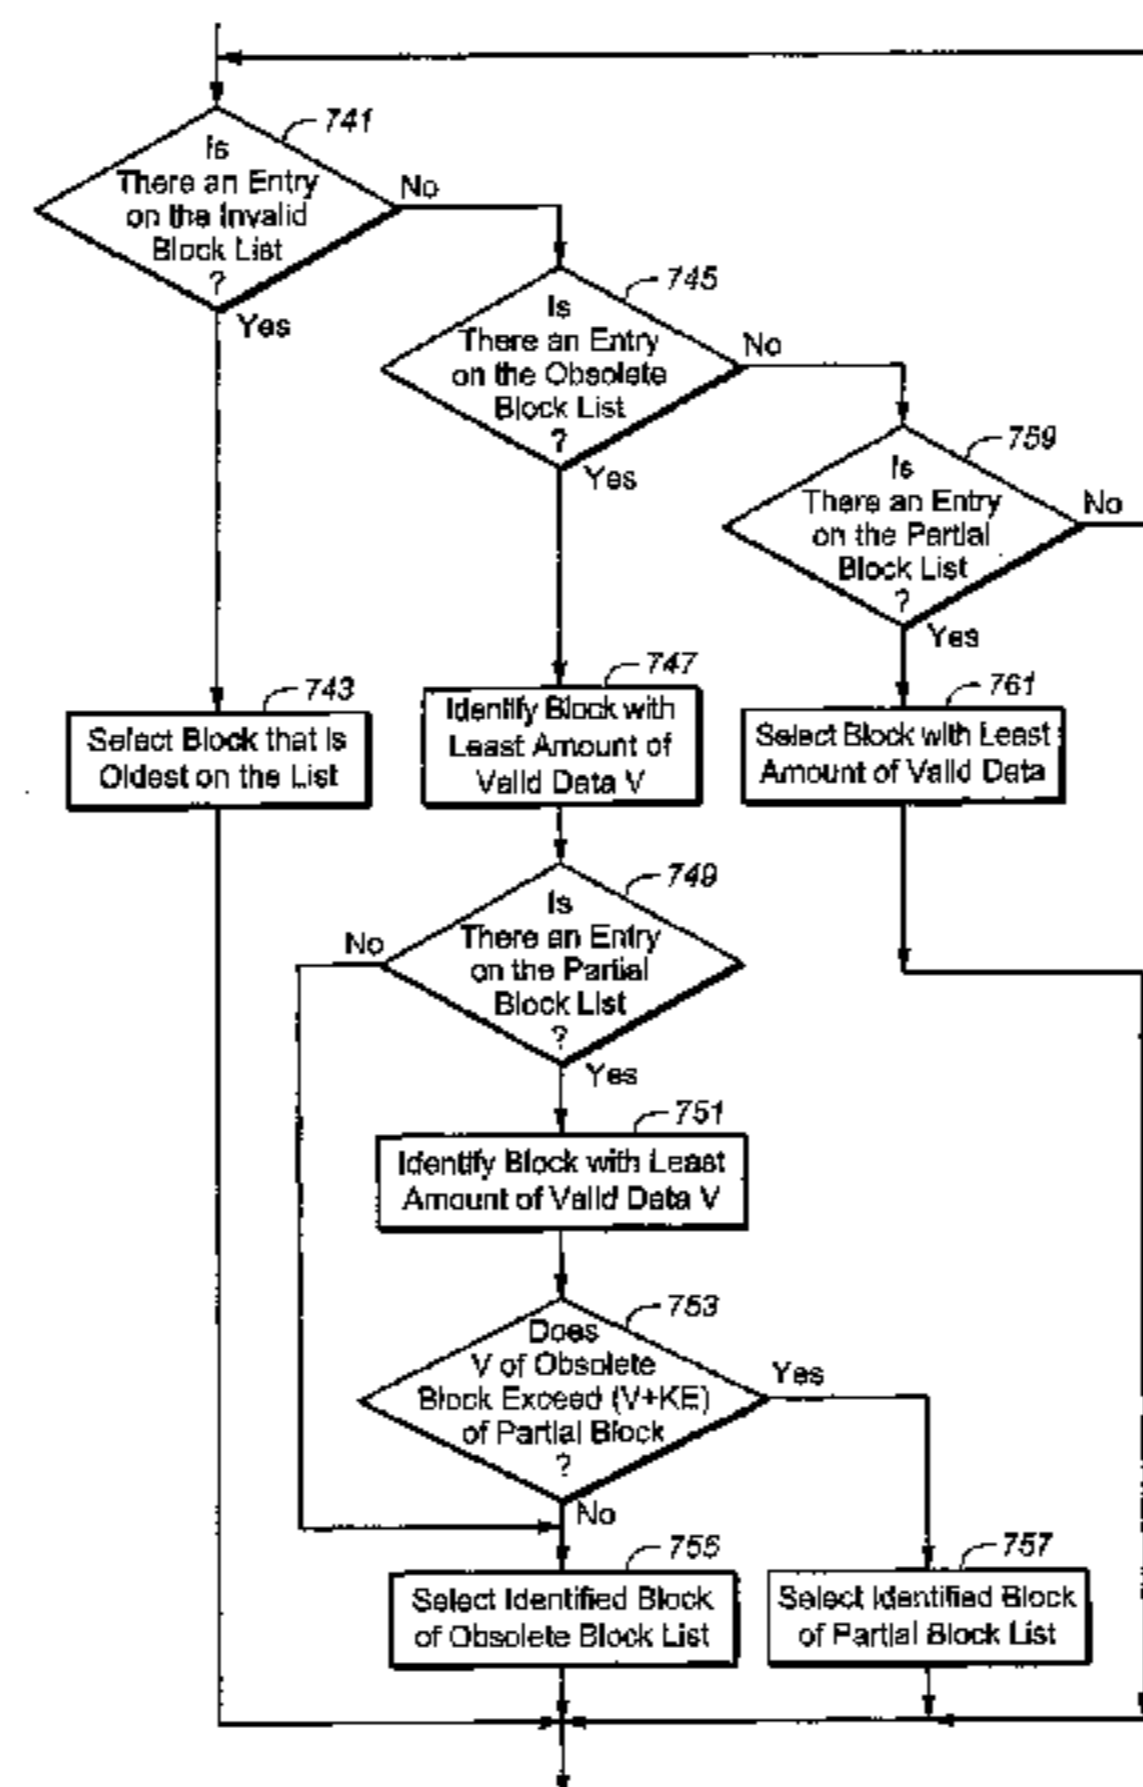 741
Is
There an Entry
on the Invalid
Block List
?
No
Yes
745
Is
There an Entry
on the Obsolete
Block List
?
No
Yes
759
Is
There an Entry
on the Partial
Block List
?
No
Yes
743
Select Block that is
Oldest on the List
747
Identify Block with
Least Amount of
Valid Data V
761
Select Block with Least
Amount of Valid Data
749
Is
There an Entry
on the Partial
Block List
?
No
Yes
751
Identify Block with Least
Amount of Valid Data V
753
Does
V of Obsolete
Block Exceed (V+KE)
of Partial Block
?
Yes
No
755
Select Identified Block
of Obsolete Block List
757
Select Identified Block
of Partial Block List